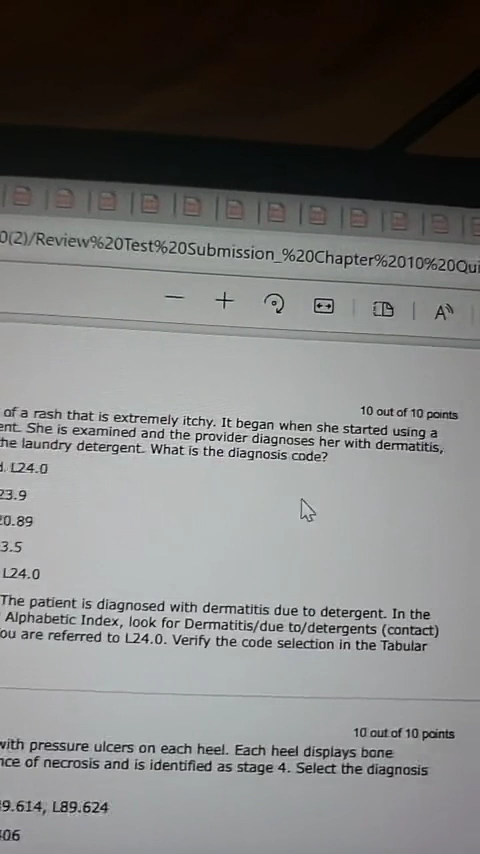 0(2)/Review%20Test%20Submission_%20Chapter%2010%20Qui
A
10 out of 10 points
of a rash that is extremely itchy. It began when she started using a
ent. She is examined and the provider diagnoses her with dermatitis,
he laundry detergent. What is the diagnosis code?
d. L24.0
23.9
20.89
3.5
L24.0
The patient is diagnosed with dermatitis due to detergent. In the
Alphabetic Index, look for Dermatitis/due to/detergents (contact)
ou are referred to L24.0. Verify the code selection in the Tabular
10 out of 10 points
with pressure ulcers on each heel. Each heel displays bone
nce of necrosis and is identified as stage 4. Select the diagnosis
9.614, L89.624
406